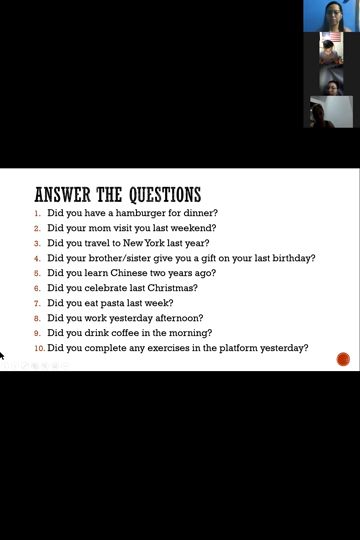 ANSWER THE QUESTIONS
1. Did you have a hamburger for dinner?
2. Did your mom visit you last weekend?
3. Did you travel to New York last year?
4. Did your brother/sister give you a gift on your last birthday?
5. Did you learn Chinese two years ago?
6. Did you celebrate last Christmas?
7. Did you eat pasta last week?
8. Did you work yesterday afternoon?
9. Did you drink coffee in the morning?
10. Did you complete any exercises in the platform yesterday?